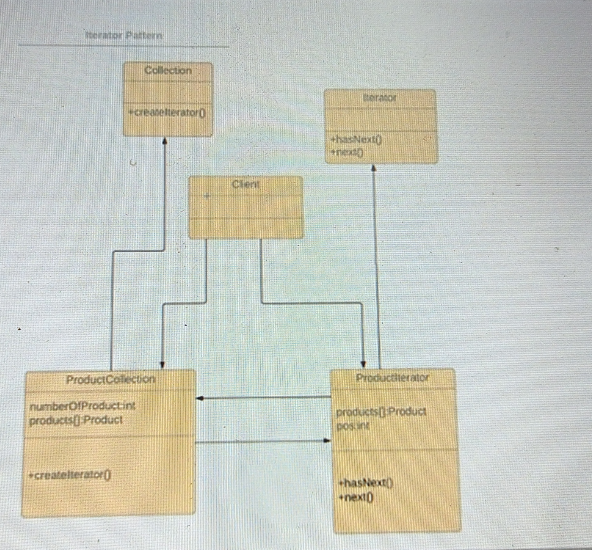 Iterator Pattern
Collection
+createIterator()
Iterator
+hasNext()
+next()
Client
ProductCollection
numberOfProduct:int
products[]:Product
+createIterator()
ProductIterator
products[]:Product
pos:int
+hasNext()
+next()